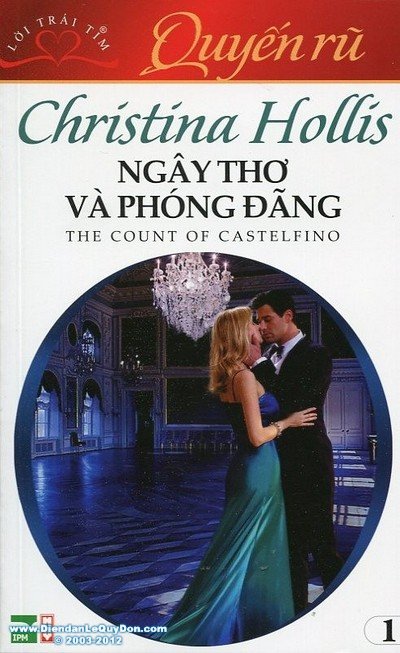 LỜI TRÁI TIM®
Quyến rũ
Christina Hollis
NGÂY THƠ
VÀ PHÓNG ĐÃNG
THE COUNT OF CASTELFINO
IPM
www.DiendanLeQuyDon.com
© 2003-2012
1